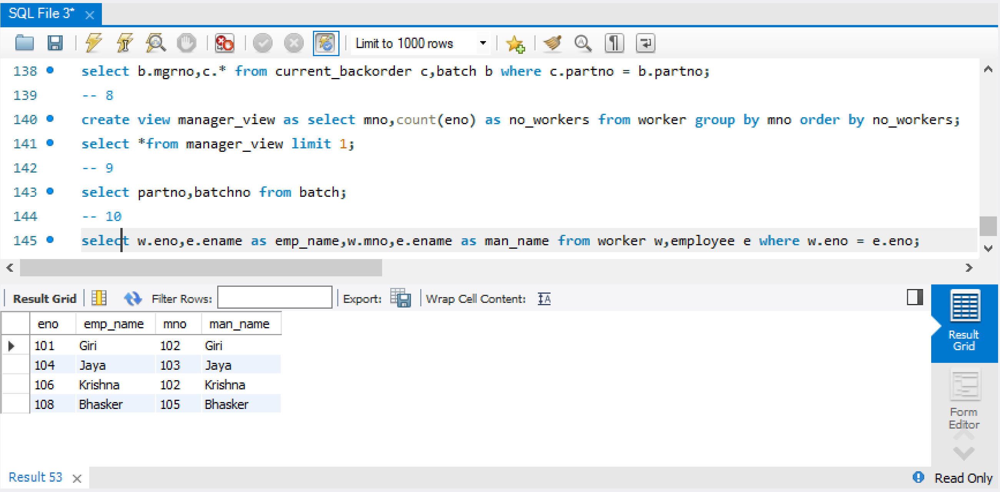 SQL File 3*
Limit to 1000 rows
138 select b.mgrno,c.* from current_backorder c,batch b where c.partno = b.partno;
139 -- 8
140 create view manager_view as select mno,count(eno) as no_workers from worker group by mno order by no_workers;
141 select *from manager_view limit 1;
142 -- 9
143 select partno,batchno from batch;
144 -- 10
145 select w.eno,e.ename as emp_name,w.mno,e.ename as man_name from worker w,employee e where w.eno = e.eno;
Result Grid Filter Rows: Export: Wrap Cell Content:
eno emp_name mno man_name
101 Giri 102 Giri
104 Jaya 103 Jaya
106 Krishna 102 Krishna
108 Bhasker 105 Bhasker
Result
Grid
Form
Editor
Result 53
Read Only